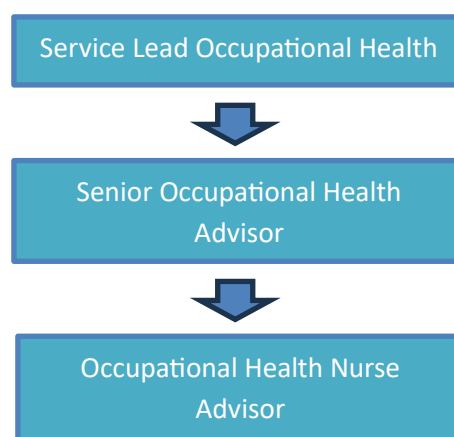 Service Lead Occupational Health
Senior Occupational Health
Advisor
Occupational Health Nurse
Advisor